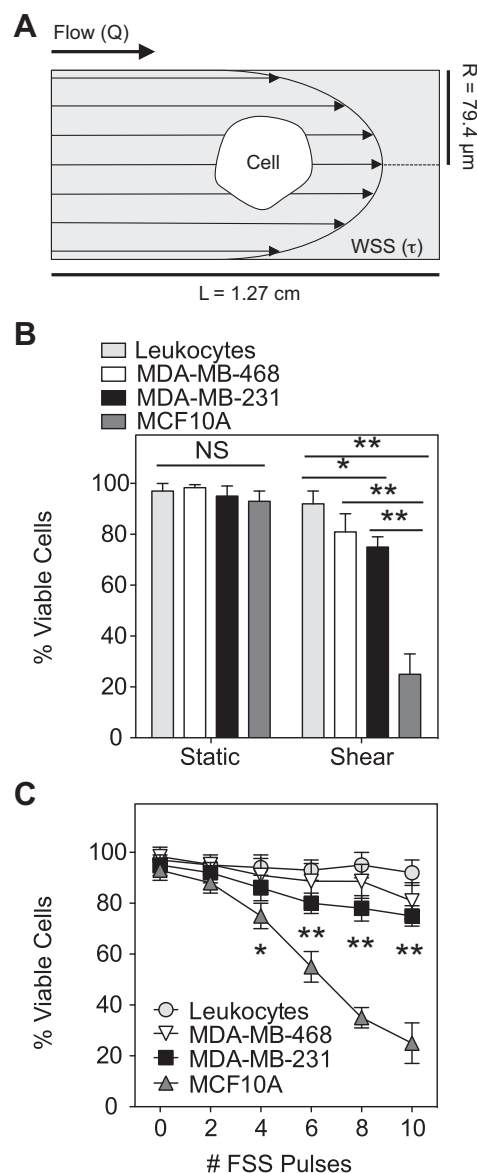 A
Flow (Q)
R = 79.4 µm
Cell
WSS (τ)
L = 1.27 cm
B
Leukocytes
MDA-MB-468
MDA-MB-231
MCF10A
NS
**
*
**
**
% Viable Cells
100
80
60
40
20
0
Static
Shear
C
% Viable Cells
100
80
60
40
20
0
*
**
**
**
Leukocytes
MDA-MB-468
MDA-MB-231
MCF10A
0 2 4 6 8 10
# FSS Pulses